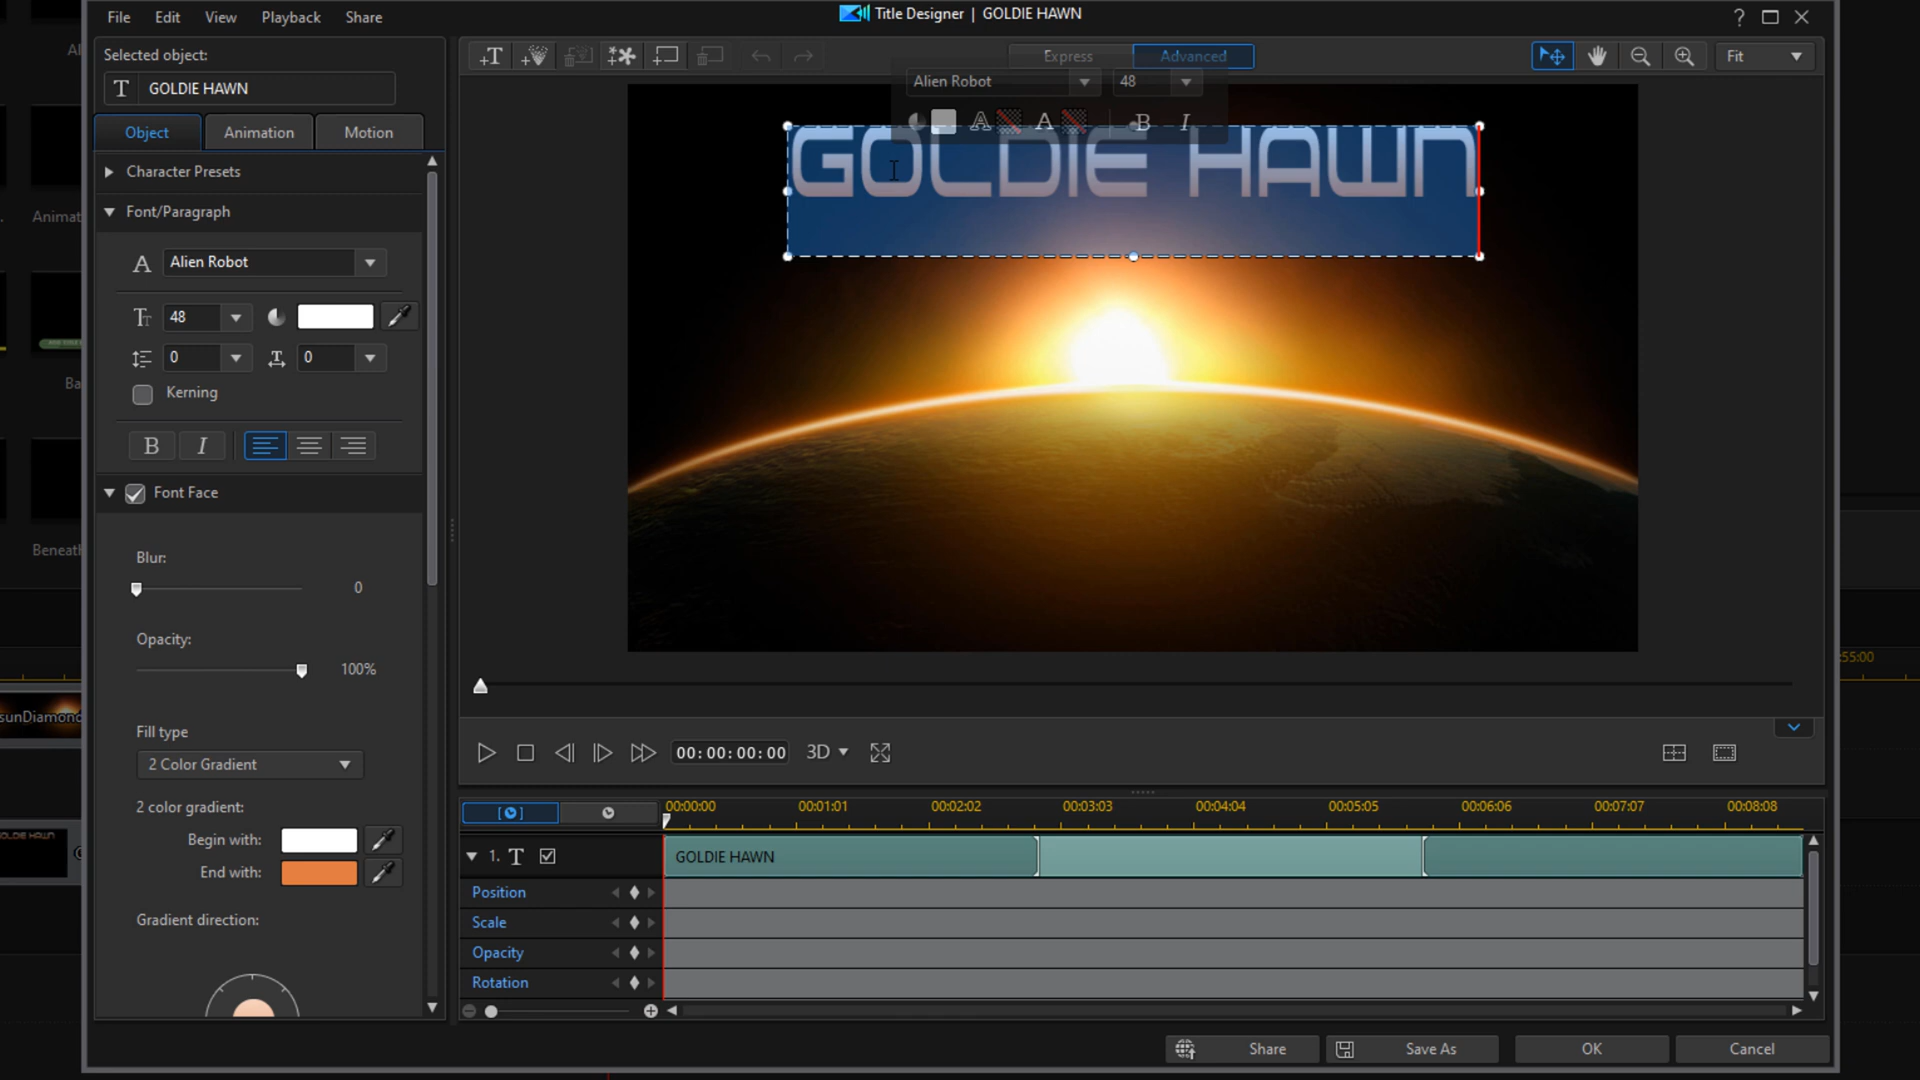 File Edit View Playback Share
Title Designer | GOLDIE HAWN
?
Selected object:
T GOLDIE HAWN
Object Animation Motion
Express Advanced
Fit
Alien Robot 48
A A B I
GOLDIE HAWN
Character Presets
Font/Paragraph
A Alien Robot
48
0 0
Kerning
B I
Font Face
Blur:
0
Opacity:
100%
Fill type
2 Color Gradient
2 color gradient:
Begin with:
End with:
Gradient direction:
Animat
Beneath
sunDiamond
GOLDIE HAWN
55:00
00:00:00:00 3D
00:00:00 00:01:01 00:02:02 00:03:03 00:04:04 00:05:05 00:06:06 00:07:07 00:08:08
1. T GOLDIE HAWN
Position
Scale
Opacity
Rotation
Share Save As OK Cancel